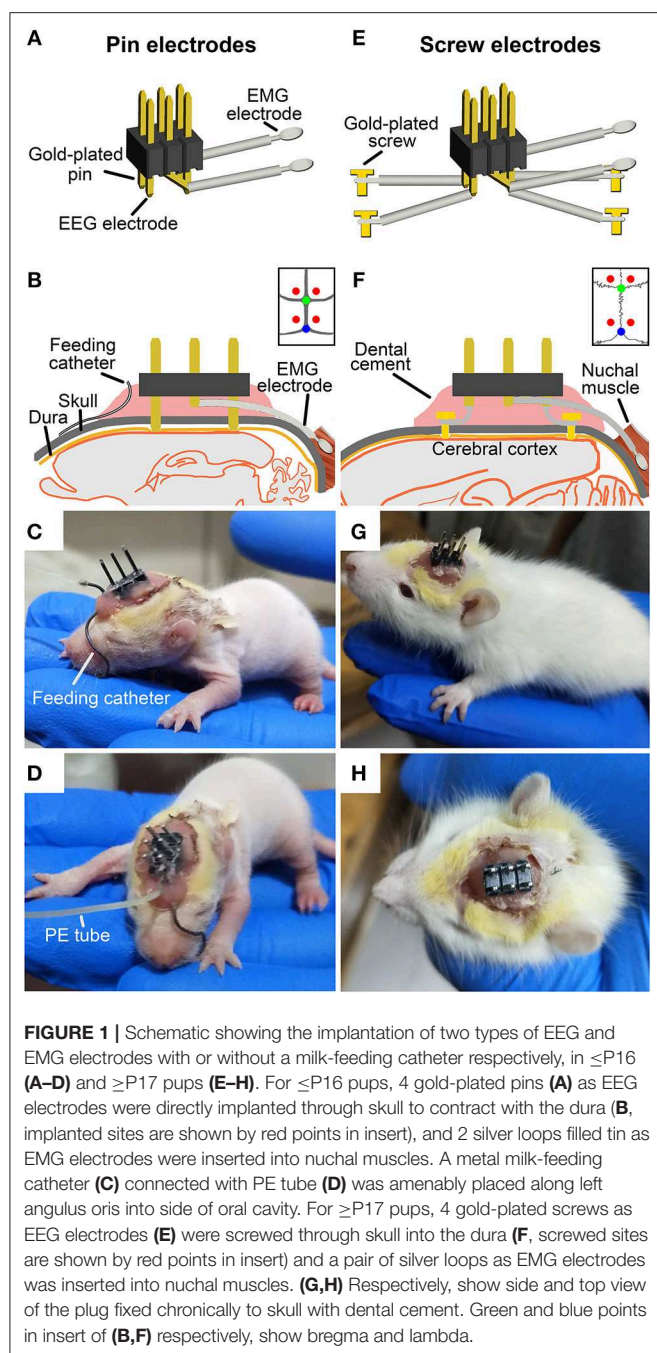 A
Pin electrodes
EMG
electrode
Gold-plated
pin
EEG electrode
E
Screw electrodes
Gold-plated
screw
B
Feeding
catheter
Skull
Dura
EMG
electrode
F
Dental
cement
Nuchal
muscle
Cerebral cortex
C
Feeding catheter
G
D
PE tube
H
FIGURE 1 | Schematic showing the implantation of two types of EEG and
EMG electrodes with or without a milk-feeding catheter respectively, in ≤P16
(A–D) and ≥P17 pups (E–H). For ≤P16 pups, 4 gold-plated pins (A) as EEG
electrodes were directly implanted through skull to contract with the dura (B,
implanted sites are shown by red points in insert), and 2 silver loops filled tin as
EMG electrodes were inserted into nuchal muscles. A metal milk-feeding
catheter (C) connected with PE tube (D) was amenably placed along left
angulus oris into side of oral cavity. For ≥P17 pups, 4 gold-plated screws as
EEG electrodes (E) were screwed through skull into the dura (F, screwed sites
are shown by red points in insert) and a pair of silver loops as EMG electrodes
was inserted into nuchal muscles. (G,H) Respectively, show side and top view
of the plug fixed chronically to skull with dental cement. Green and blue points
in insert of (B,F) respectively, show bregma and lambda.